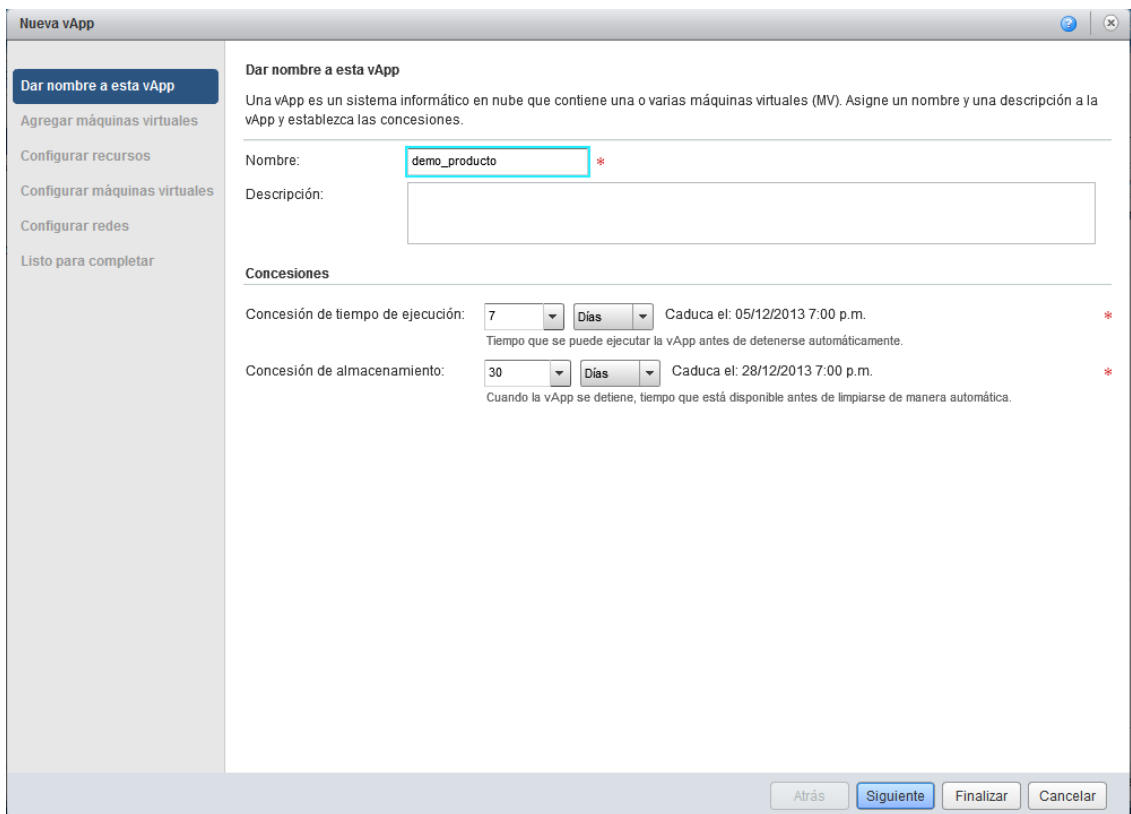 Nueva vApp
Dar nombre a esta vApp
Agregar máquinas virtuales
Configurar recursos
Configurar máquinas virtuales
Configurar redes
Listo para completar
Dar nombre a esta vApp
Una vApp es un sistema informático en nube que contiene una o varias máquinas virtuales (MV). Asigne un nombre y una descripción a la
vApp y establezca las concesiones.
Nombre: demo_producto *
Descripción:
Concesiones
Concesión de tiempo de ejecución: 7 Días Caduca el: 05/12/2013 7:00 p.m. *
Tiempo que se puede ejecutar la vApp antes de detenerse automáticamente.
Concesión de almacenamiento: 30 Días Caduca el: 28/12/2013 7:00 p.m. *
Cuando la vApp se detiene, tiempo que está disponible antes de limpiarse de manera automática.
Atrás Siguiente Finalizar Cancelar